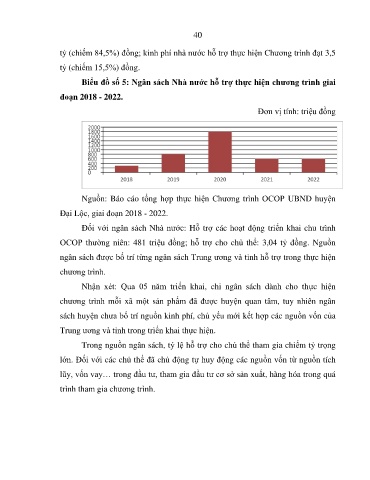 40
tỷ (chiếm 84,5%) đồng; kinh phí nhà nước hỗ trợ thực hiện Chương trình đạt 3,5
tỷ (chiếm 15,5%) đồng.
Biểu đồ số 5: Ngân sách Nhà nước hỗ trợ thực hiện chương trình giai
đoạn 2018 - 2022.
Đơn vị tính: triệu đồng
2000
1800
1600
1400
1200
1000
800
600
400
200
0
2018 2019 2020 2021 2022
Nguồn: Báo cáo tổng hợp thực hiện Chương trình OCOP UBND huyện
Đại Lộc, giai đoạn 2018 - 2022.
Đối với ngân sách Nhà nước: Hỗ trợ các hoạt động triển khai chu trình
OCOP thường niên: 481 triệu đồng; hỗ trợ cho chủ thể: 3,04 tỷ đồng. Nguồn
ngân sách được bố trí từng ngân sách Trung ương và tỉnh hỗ trợ trong thực hiện
chương trình.
Nhận xét: Qua 05 năm triển khai, chi ngân sách dành cho thực hiện
chương trình mỗi xã một sản phẩm đã được huyện quan tâm, tuy nhiên ngân
sách huyện chưa bố trí nguồn kinh phí, chủ yếu mới kết hợp các nguồn vốn của
Trung ương và tỉnh trong triển khai thực hiện.
Trong nguồn ngân sách, tỷ lệ hỗ trợ cho chủ thể tham gia chiếm tỷ trọng
lớn. Đối với các chủ thể đã chủ động tự huy động các nguồn vốn từ nguồn tích
lũy, vốn vay… trong đầu tư, tham gia đầu tư cơ sở sản xuất, hàng hóa trong quá
trình tham gia chương trình.